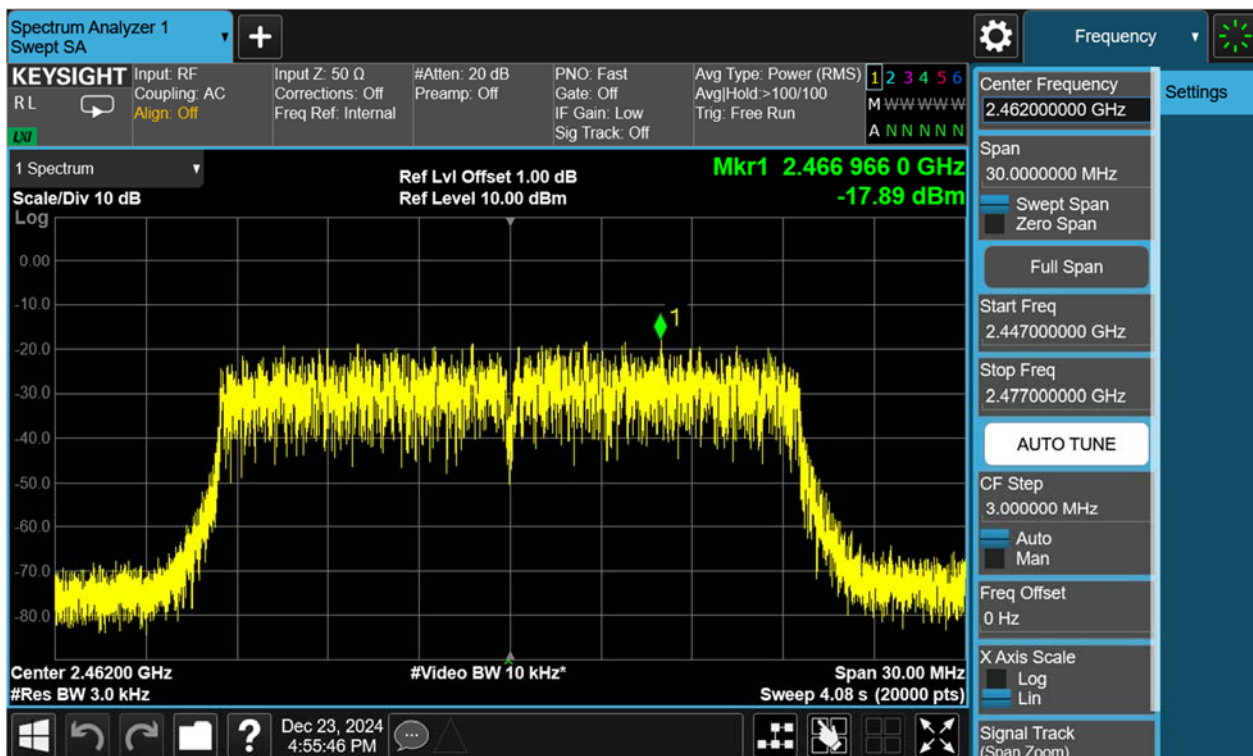 Spectrum Analyzer 1
Swept SA
+
Frequency
KEYSIGHT
R L
LXI
Input: RF
Coupling: AC
Align: Off
Input Z: 50 Ω
Corrections: Off
Freq Ref: Internal
#Atten: 20 dB
Preamp: Off
PNO: Fast
Gate: Off
IF Gain: Low
Sig Track: Off
Avg Type: Power (RMS)
Avg|Hold:>100/100
Trig: Free Run
1 2 3 4 5 6
M W W W W W
A N N N N N
1 Spectrum
Scale/Div 10 dB
Ref Lvl Offset 1.00 dB
Ref Level 10.00 dBm
Mkr1 2.466 966 0 GHz
-17.89 dBm
Log
0.00
-10.0
-20.0
-30.0
-40.0
-50.0
-60.0
-70.0
-80.0
1
Center 2.46200 GHz
#Res BW 3.0 kHz
#Video BW 10 kHz*
Span 30.00 MHz
Sweep 4.08 s (20000 pts)
?
Dec 23, 2024
4:55:46 PM
Center Frequency
2.462000000 GHz
Span
30.0000000 MHz
Swept Span
Zero Span
Full Span
Start Freq
2.447000000 GHz
Stop Freq
2.477000000 GHz
AUTO TUNE
CF Step
3.000000 MHz
Auto
Man
Freq Offset
0 Hz
X Axis Scale
Log
Lin
Signal Track
(Span Zoom)
Settings